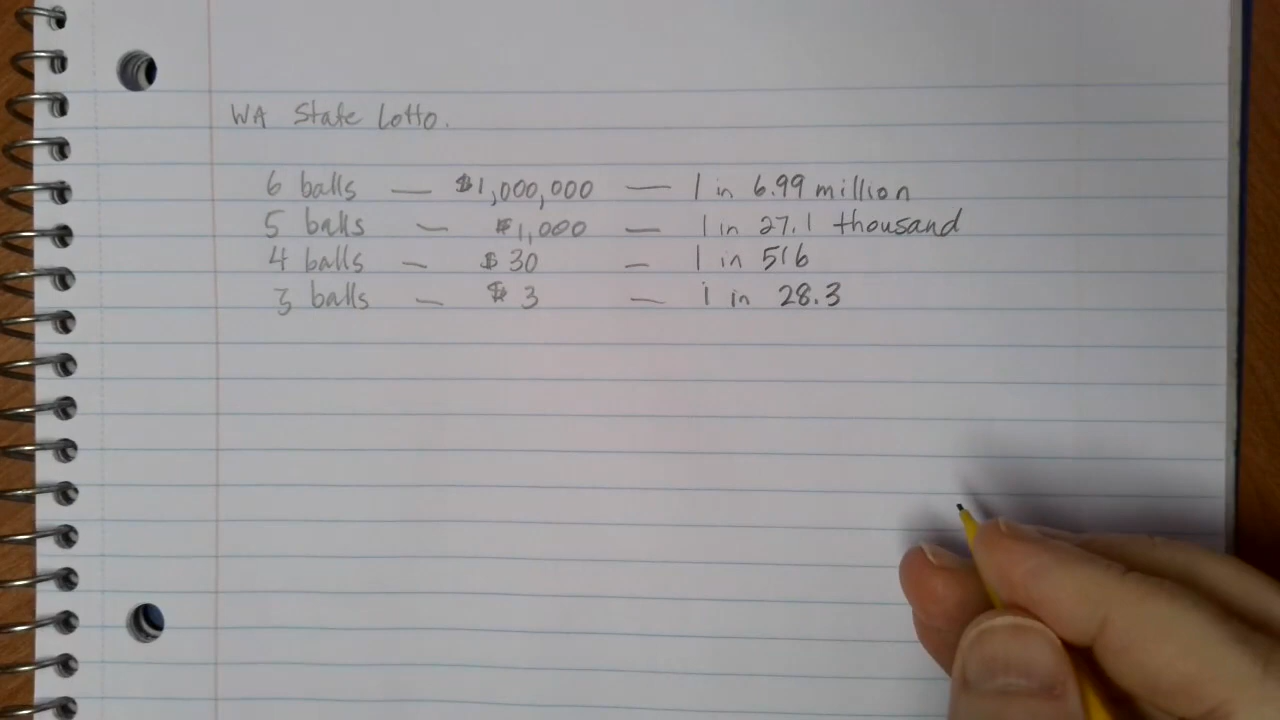 WA State Lotto.
6 balls — $1,000,000 — 1 in 6.99 million
5 balls — $1,000 — 1 in 27.1 thousand
4 balls — $30 — 1 in 516
3 balls — $3 — 1 in 28.3